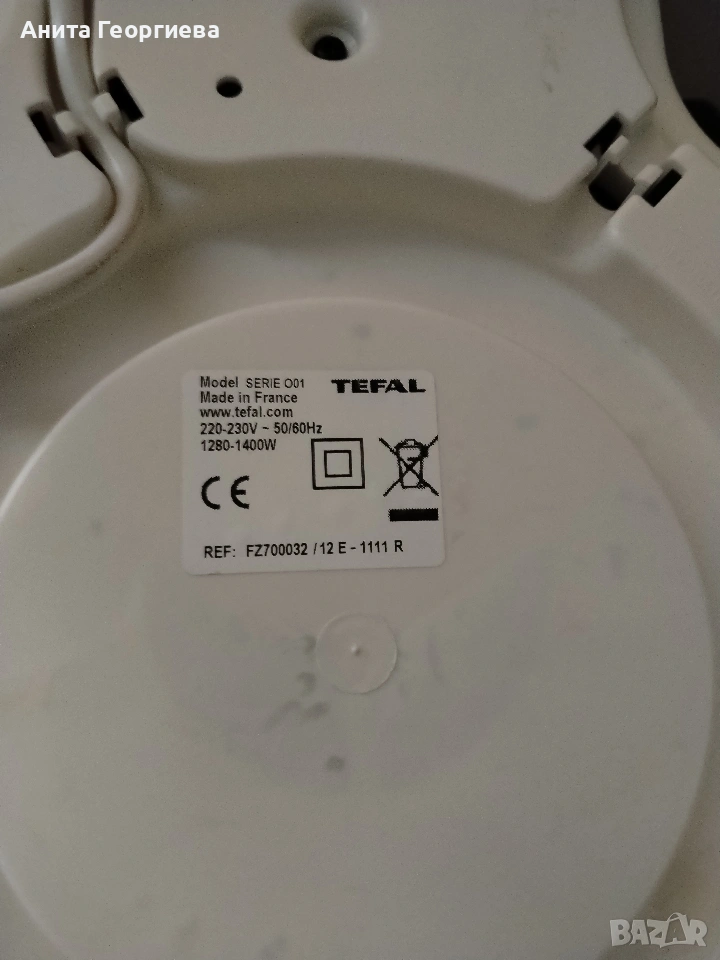 Анита Георгиева
Model SERIE O01
TEFAL
Made in France
www.tefal.com
220-230V ~ 50/60Hz
1280-1400W
CE
REF: FZ700032 / 12 E - 1111 R
BAZAR